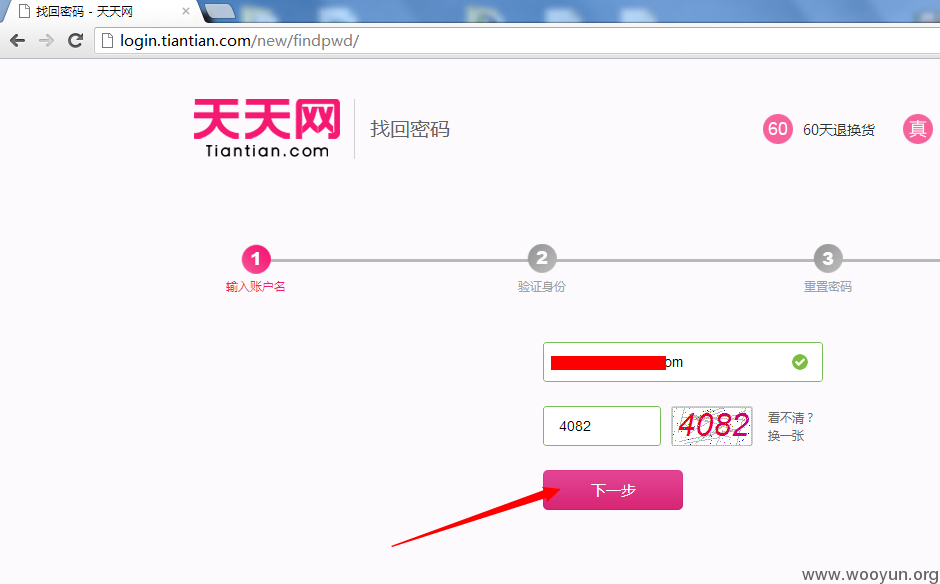 找回密码 - 天天网
login.tiantian.com/new/findpwd/
天天网
Tiantian.com
找回密码
60
60天退换货
真
1
2
3
输入账户名
验证身份
重置密码
om
4082
4082
看不清？
换一张
下一步
www.wooyun.org